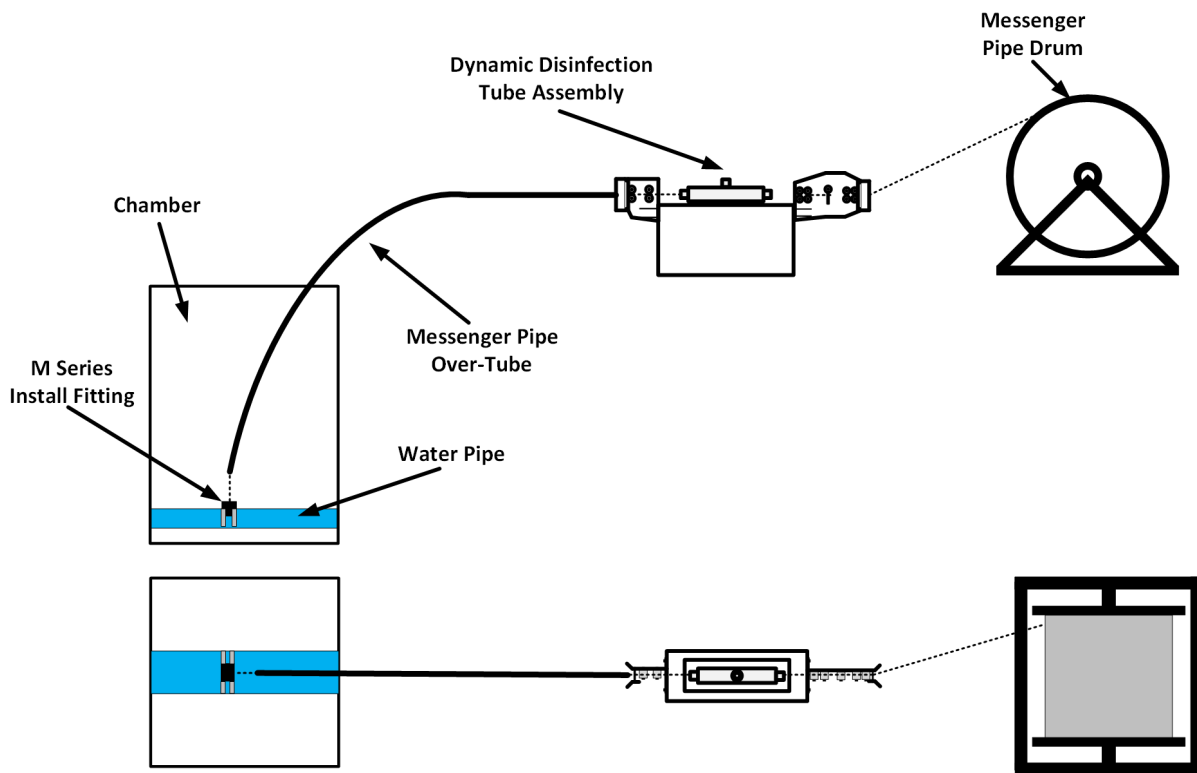 Messenger
Pipe Drum
Dynamic Disinfection
Tube Assembly
Chamber
Messenger Pipe
Over-Tube
M Series
Install Fitting
Water Pipe